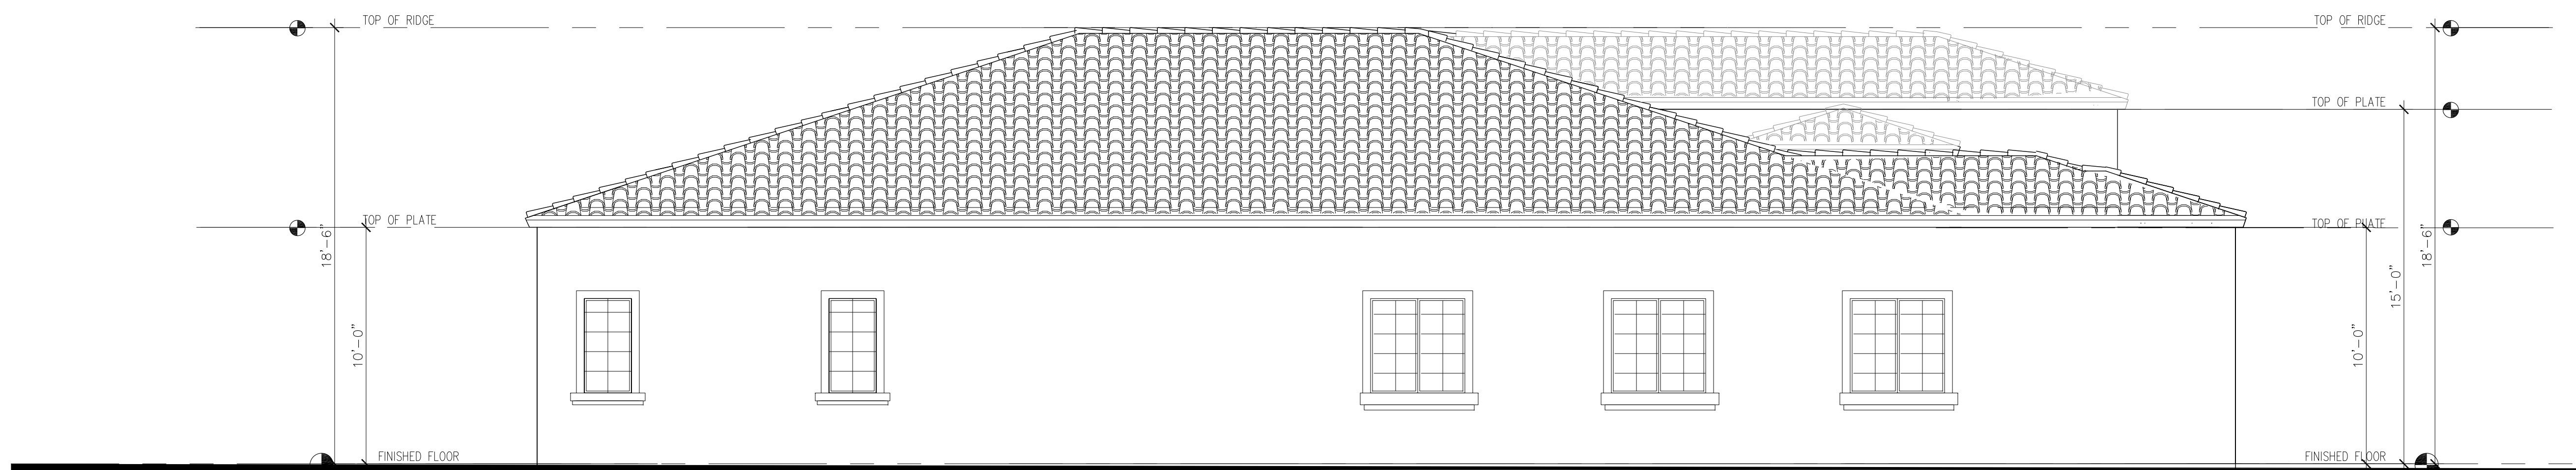 TOP OF RIDGE
TOP OF RIDGE
TOP OF PLATE
TOP OF PLATE
TOP OF PLATE
18'-6"
18'-6"
15'-0"
10'-0"
10'-0"
FINISHED FLOOR
FINISHED FLOOR